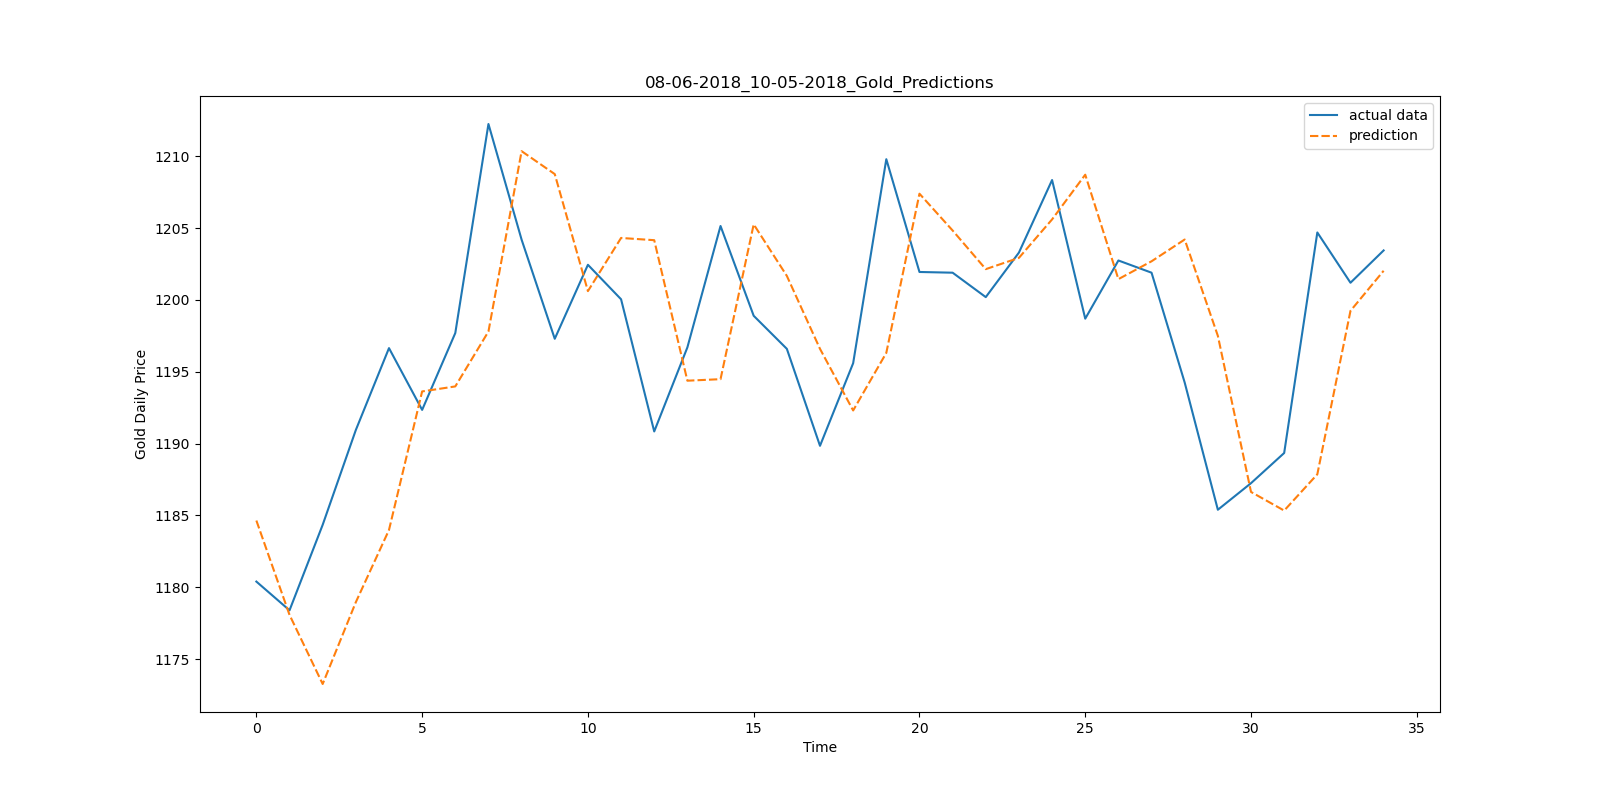 08-06-2018_10-05-2018_Gold_Predictions
actual data
prediction
Gold Daily Price
1210
1205
1200
1195
1190
1185
1180
1175
0 5 10 15 20 25 30 35
Time